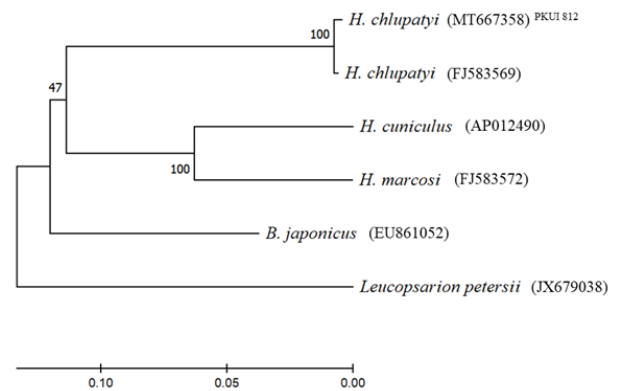 100
H. chlupatyi (MT667358) PKUI 812
H. chlupatyi (FJ583569)
47
H. cuniculus (AP012490)
100
H. marcosi (FJ583572)
B. japonicus (EU861052)
Leucopsarion petersii (JX679038)
0.10 0.05 0.00